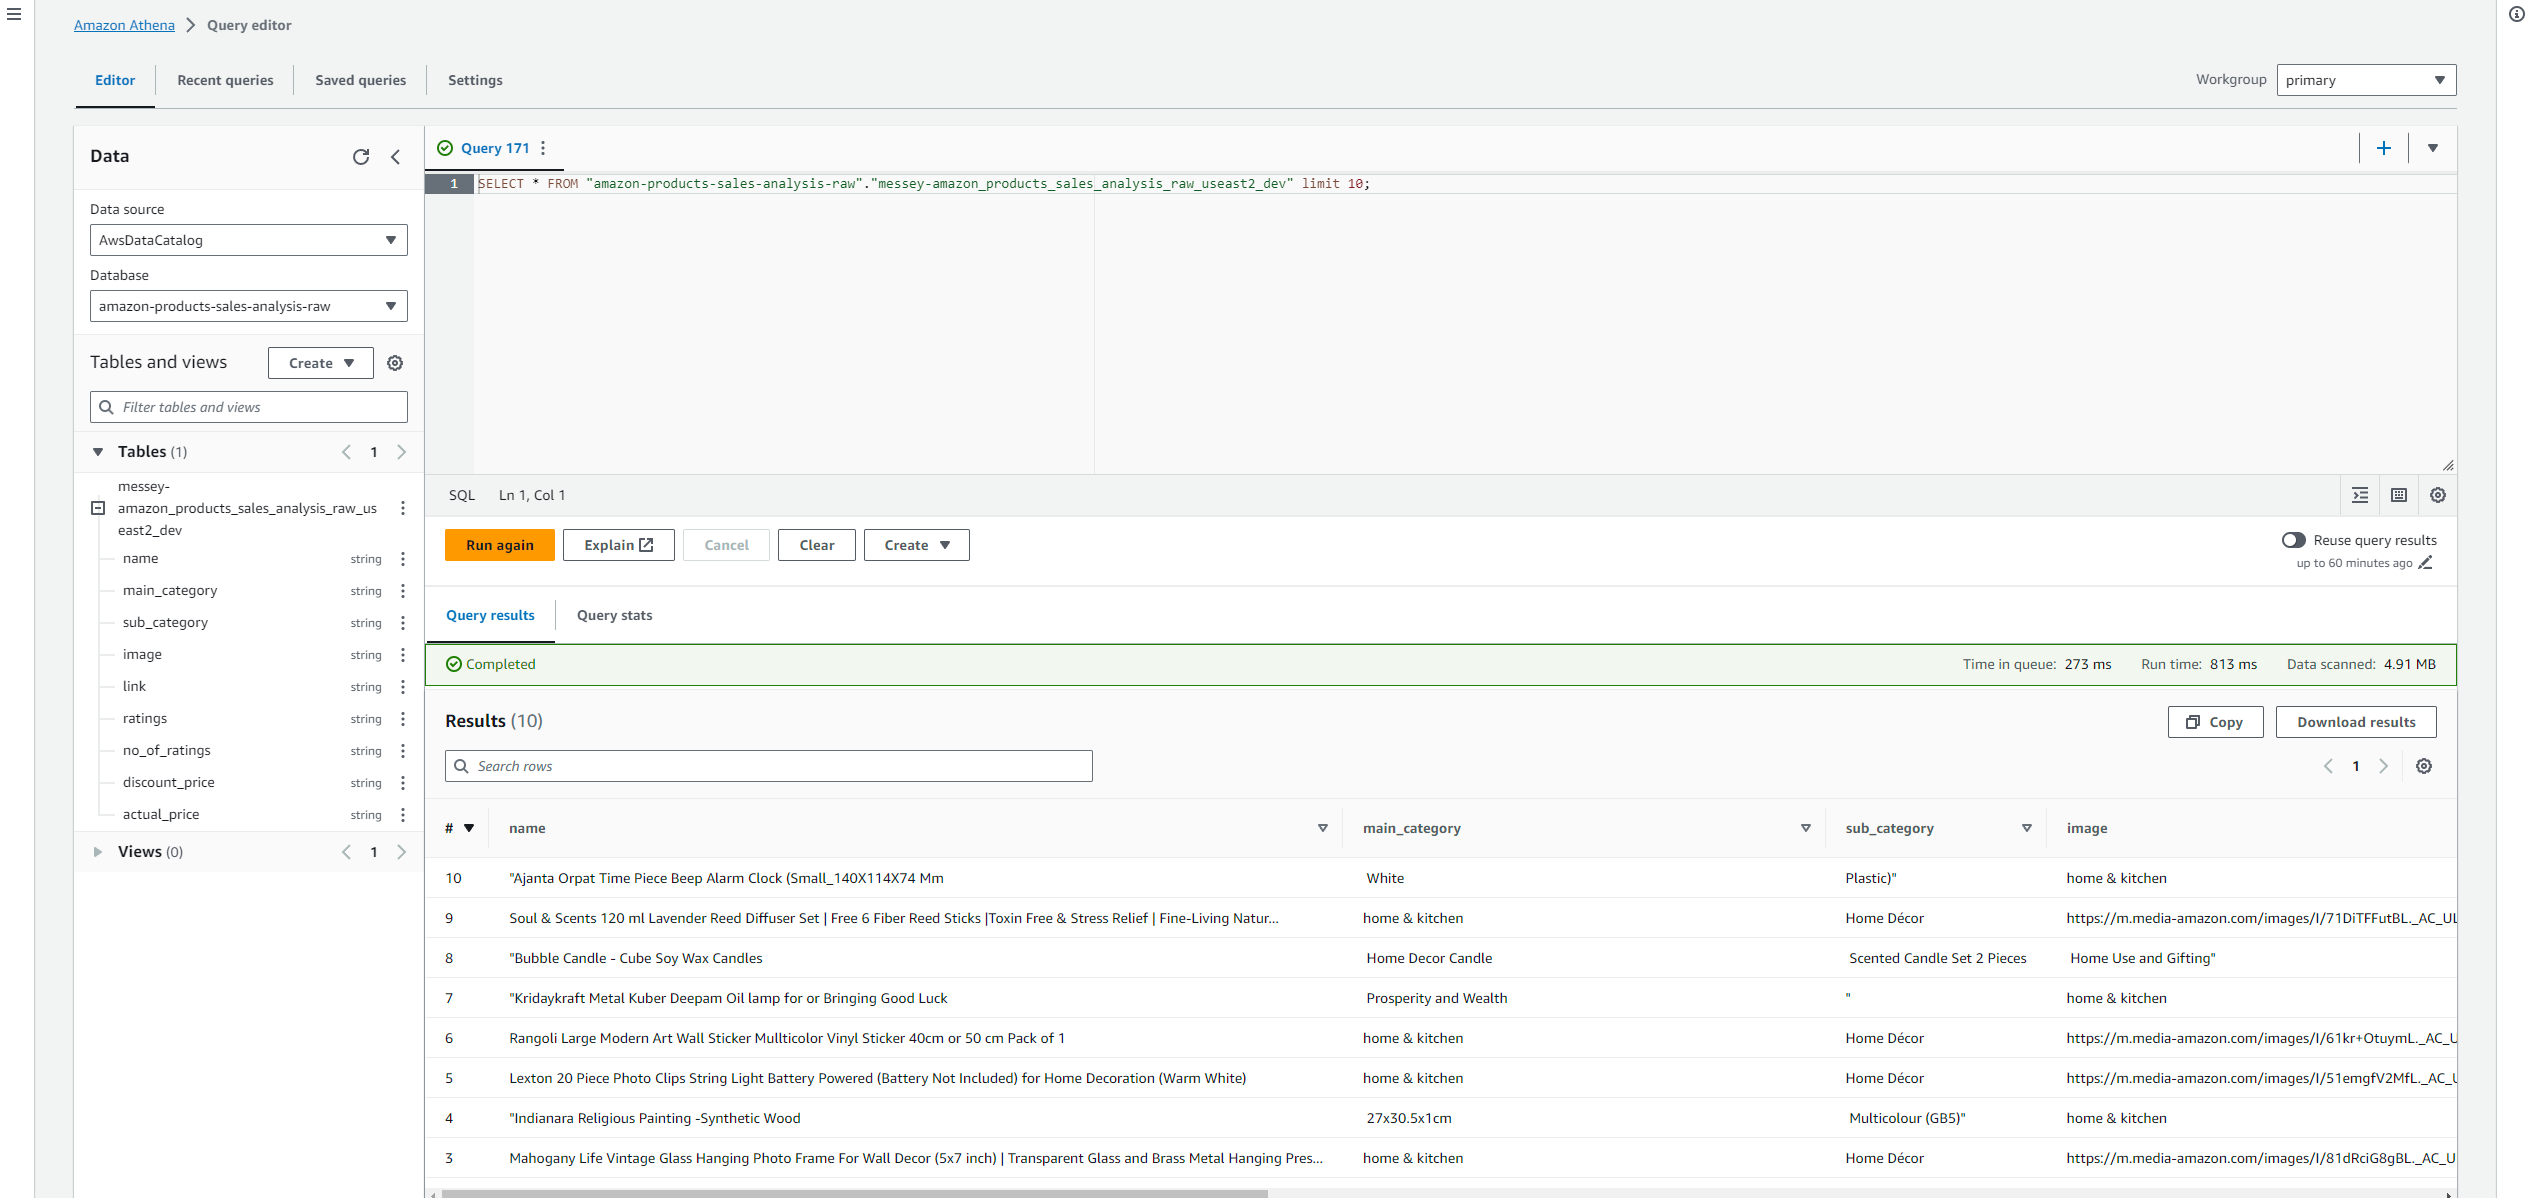 Amazon Athena > Query editor
Editor Recent queries Saved queries Settings
Workgroup primary
Data
Data source
AwsDataCatalog
Database
amazon-products-sales-analysis-raw
Tables and views Create
Filter tables and views
Tables (1) < 1 >
messey-
amazon_products_sales_analysis_raw_us
east2_dev
name string
main_category string
sub_category string
image string
link string
ratings string
no_of_ratings string
discount_price string
actual_price string
Views (0) < 1 >
Query 171
1 SELECT * FROM "amazon-products-sales-analysis-raw"."messey-amazon_products_sales_analysis_raw_useast2_dev" limit 10;
SQL Ln 1, Col 1
Run again Explain Cancel Clear Create
Reuse query results
up to 60 minutes ago
Query results Query stats
Completed Time in queue: 273 ms Run time: 813 ms Data scanned: 4.91 MB
Results (10) Copy Download results
Search rows < 1 >
# name main_category sub_category image
10 "Ajanta Orpat Time Piece Beep Alarm Clock (Small_140X114X74 Mm White Plastic)" home & kitchen
9 Soul & Scents 120 ml Lavender Reed Diffuser Set | Free 6 Fiber Reed Sticks |Toxin Free & Stress Relief | Fine-Living Natur... home & kitchen Home Décor https://m.media-amazon.com/images/I/71DiTFFutBL._AC_UL
8 "Bubble Candle - Cube Soy Wax Candles Home Decor Candle Scented Candle Set 2 Pieces Home Use and Gifting"
7 "Kridaykraft Metal Kuber Deepam Oil lamp for or Bringing Good Luck Prosperity and Wealth " home & kitchen
6 Rangoli Large Modern Art Wall Sticker Mullticolor Vinyl Sticker 40cm or 50 cm Pack of 1 home & kitchen Home Décor https://m.media-amazon.com/images/I/61kr+OtuymL._AC_U
5 Lexton 20 Piece Photo Clips String Light Battery Powered (Battery Not Included) for Home Decoration (Warm White) home & kitchen Home Décor https://m.media-amazon.com/images/I/51emgfV2MfL._AC_U
4 "Indianara Religious Painting -Synthetic Wood 27x30.5x1cm Multicolour (GB5)" home & kitchen
3 Mahogany Life Vintage Glass Hanging Photo Frame For Wall Decor (5x7 inch) | Transparent Glass and Brass Metal Hanging Pres... home & kitchen Home Décor https://m.media-amazon.com/images/I/81dRciG8gBL._AC_U